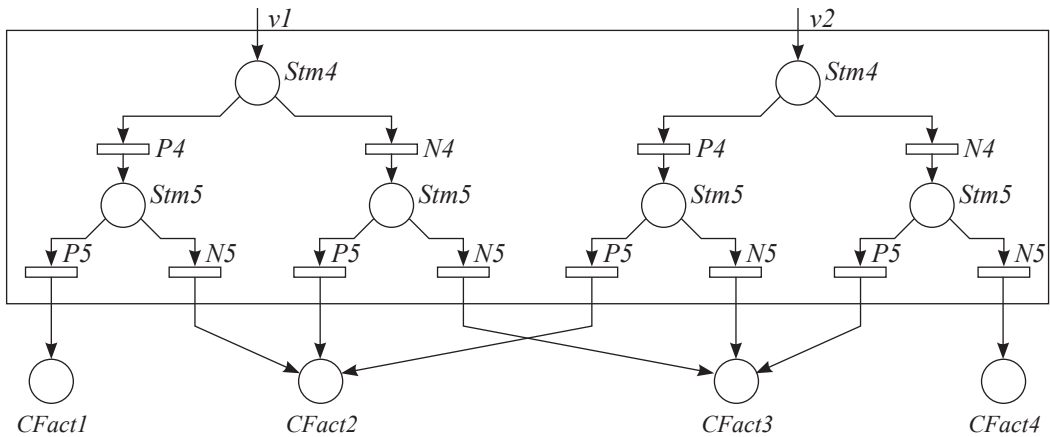 v1 v2
Stm4 Stm4
P4 N4 P4 N4
Stm5 Stm5 Stm5 Stm5
P5 N5 P5 N5 P5 N5 P5 N5
CFact1 CFact2 CFact3 CFact4